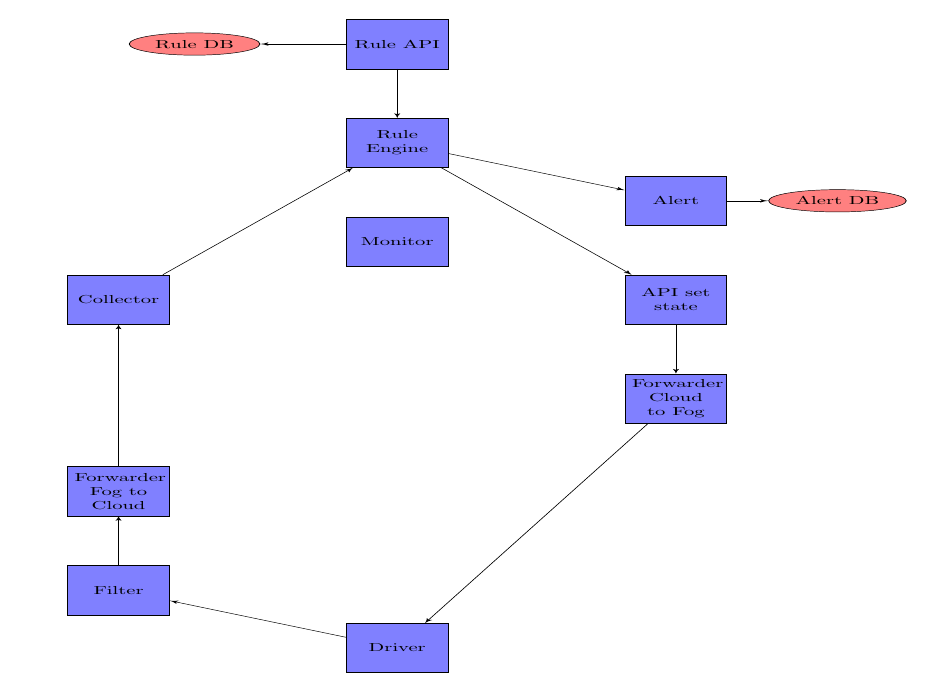 Rule DB
Rule API
Rule
Engine
Alert
Alert DB
Monitor
Collector
API set
state
Forwarder
Cloud
to Fog
Forwarder
Fog to
Cloud
Filter
Driver